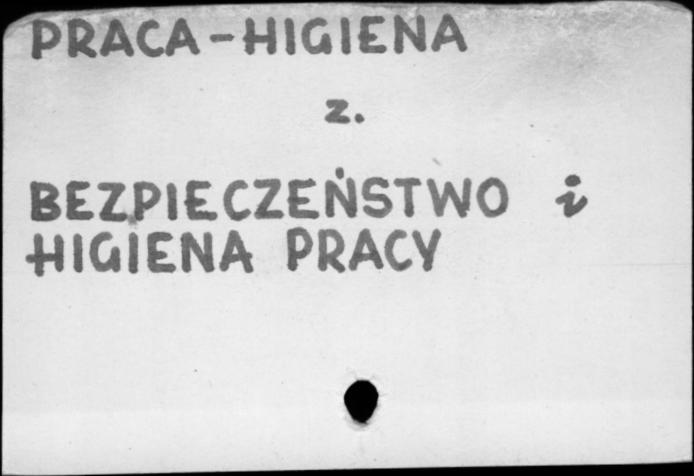 PRACA-HIGIENA
z.
BEZPIECZEŃSTWO i
HIGIENA PRACY